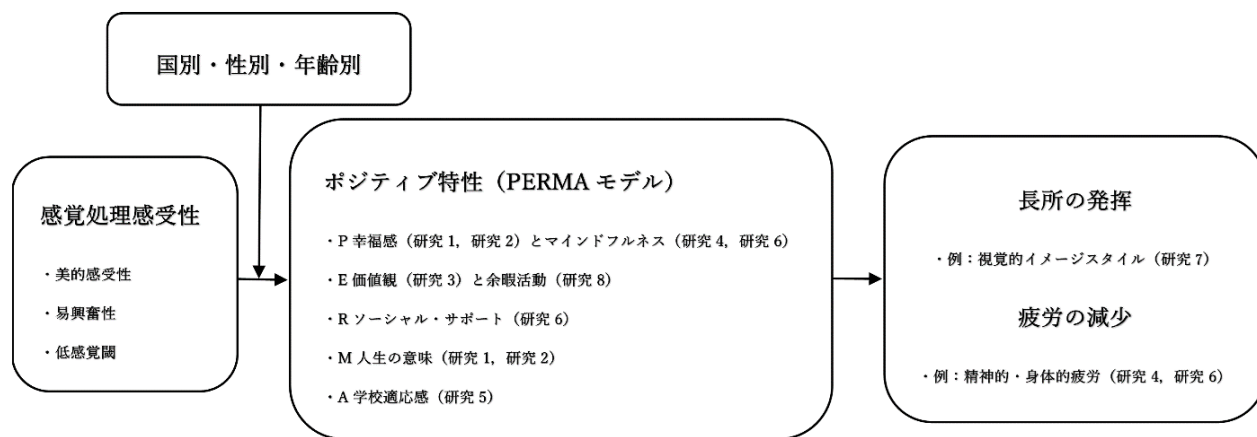 国別・性別・年齢別
感覚処理感受性
・美的感受性
・易興奮性
・低感覚閾
ポジティブ特性（PERMA モデル）
・P 幸福感（研究 1，研究 2）とマインドフルネス（研究 4，研究 6）
・E 価値観（研究 3）と余暇活動（研究 8）
・R ソーシャル・サポート（研究 6）
・M 人生の意味（研究 1，研究 2）
・A 学校適応感（研究 5）
長所の発揮
・例：視覚的イメージスタイル（研究 7）
疲労の減少
・例：精神的・身体的疲労（研究 4，研究 6）